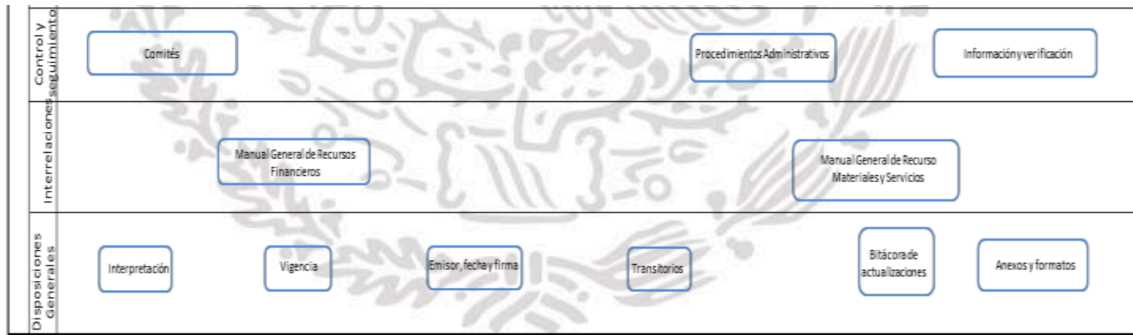 Control y
seguimiento
Comités
Procedimientos Administrativos
Información y verificación
Interrelaciones
Manual General de Recursos
Financieros
Manual General de Recurso
Materiales y Servicios
Disposiciones
Generales
Interpretación
Vigencia
Emisor, fecha y firma
Transitorios
Bitácora de
actualizaciones
Anexos y formatos